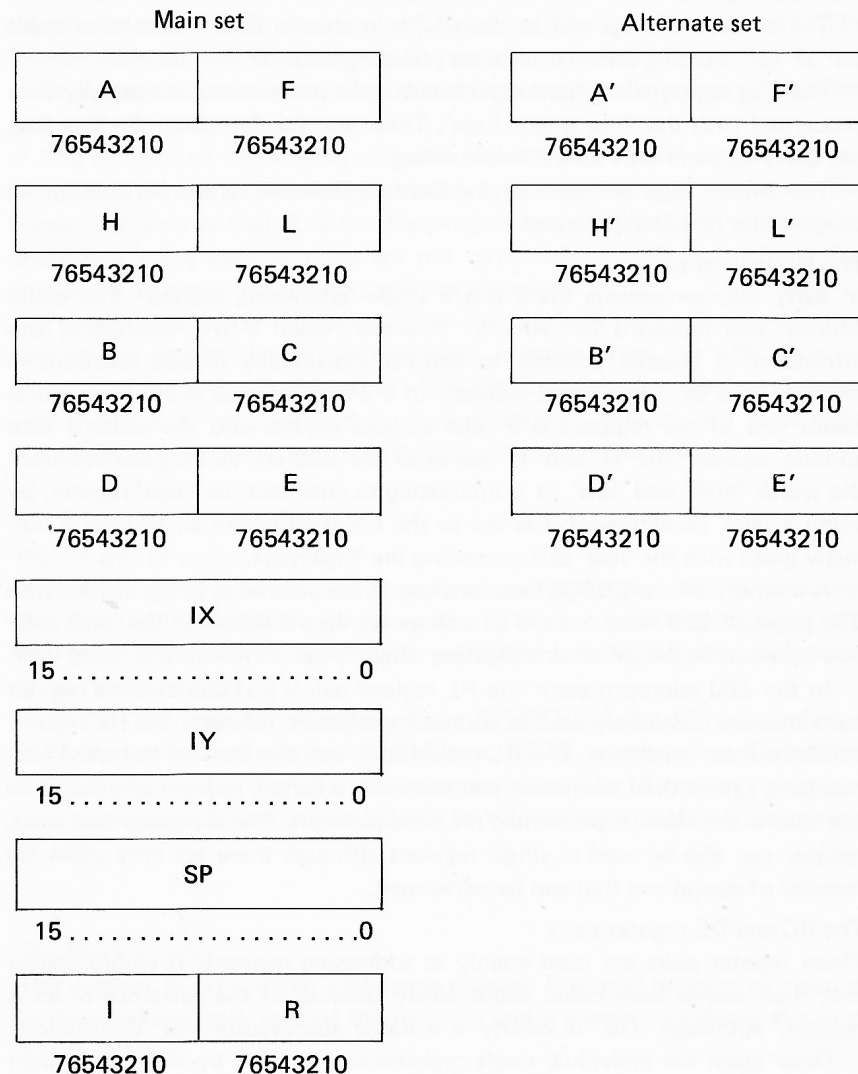 Main set Alternate set
A F A′ F′
76543210 76543210 76543210 76543210
H L H′ L′
76543210 76543210 76543210 76543210
B C B′ C′
76543210 76543210 76543210 76543210
D E D′ E′
76543210 76543210 76543210 76543210
IX
15 . . . . . . . . . . . . . . . . . . . . . . 0
IY
15 . . . . . . . . . . . . . . . . . . . . . . 0
SP
15 . . . . . . . . . . . . . . . . . . . . . . 0
I R
76543210 76543210